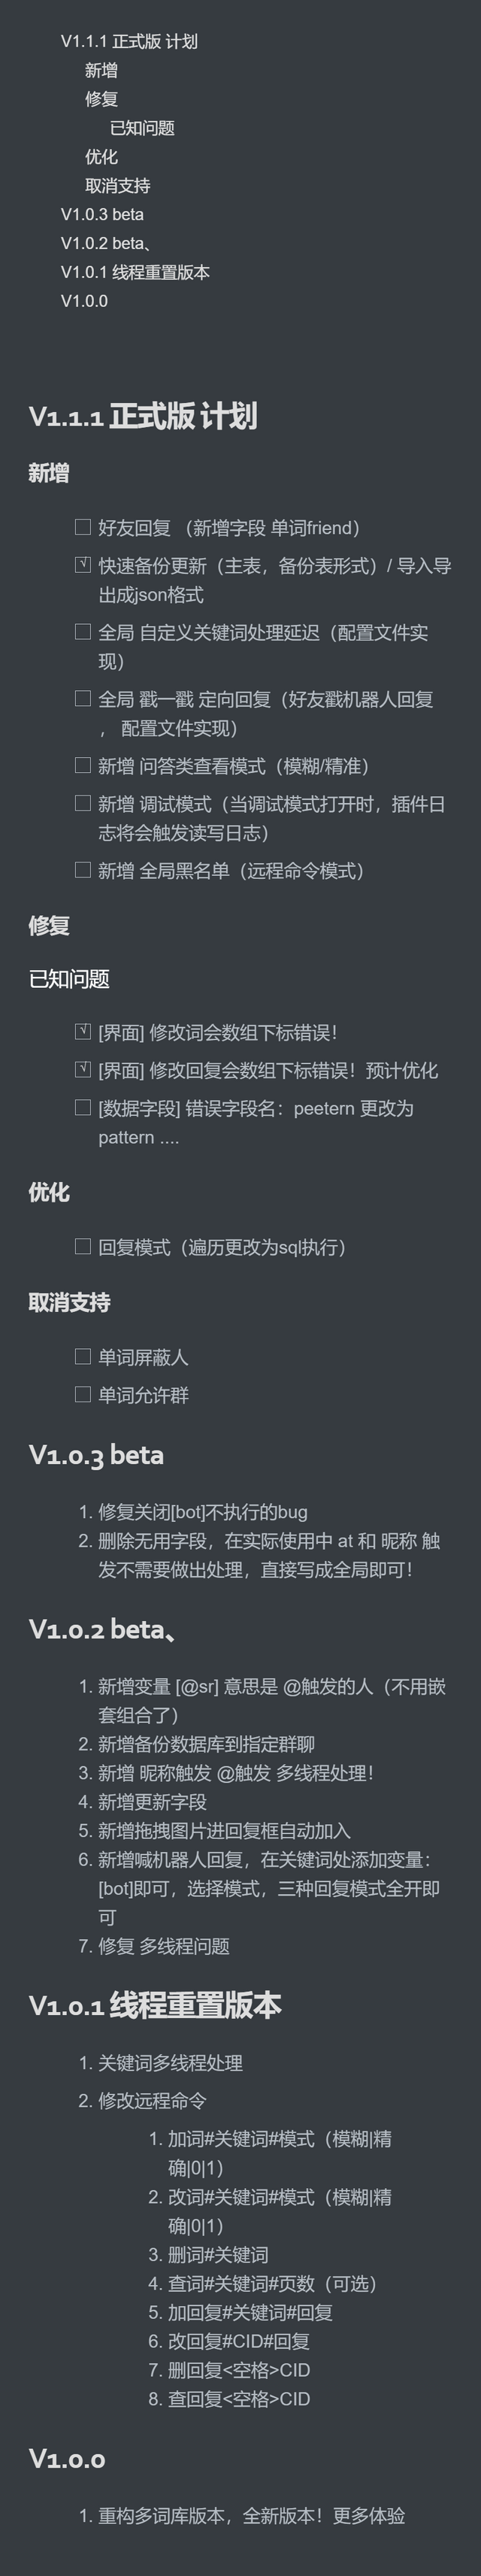 V1.1.1 正式版 计划
新增
修复
已知问题
优化
取消支持
V1.0.3 beta
V1.0.2 beta、
V1.0.1 线程重置版本
V1.0.0
V1.1.1 正式版 计划
新增
好友回复 （新增字段 单词friend）
√ 快速备份更新（主表，备份表形式）/ 导入导
出成json格式
全局 自定义关键词处理延迟（配置文件实
现）
全局 戳一戳 定向回复（好友戳机器人回复
， 配置文件实现）
新增 问答类查看模式（模糊/精准）
新增 调试模式（当调试模式打开时，插件日
志将会触发读写日志）
新增 全局黑名单（远程命令模式）
修复
已知问题
√ [界面] 修改词会数组下标错误！
√ [界面] 修改回复会数组下标错误！预计优化
[数据字段] 错误字段名：peetern 更改为
pattern ....
优化
回复模式（遍历更改为sql执行）
取消支持
单词屏蔽人
单词允许群
V1.0.3 beta
1. 修复关闭[bot]不执行的bug
2. 删除无用字段，在实际使用中 at 和 昵称 触
发不需要做出处理，直接写成全局即可！
V1.0.2 beta、
1. 新增变量 [@sr] 意思是 @触发的人（不用嵌
套组合了）
2. 新增备份数据库到指定群聊
3. 新增 昵称触发 @触发 多线程处理！
4. 新增更新字段
5. 新增拖拽图片进回复框自动加入
6. 新增喊机器人回复，在关键词处添加变量：
[bot]即可，选择模式，三种回复模式全开即
可
7. 修复 多线程问题
V1.0.1 线程重置版本
1. 关键词多线程处理
2. 修改远程命令
1. 加词#关键词#模式（模糊|精
确|0|1）
2. 改词#关键词#模式（模糊|精
确|0|1）
3. 删词#关键词
4. 查词#关键词#页数（可选）
5. 加回复#关键词#回复
6. 改回复#CID#回复
7. 删回复<空格>CID
8. 查回复<空格>CID
V1.0.0
1. 重构多词库版本，全新版本！更多体验